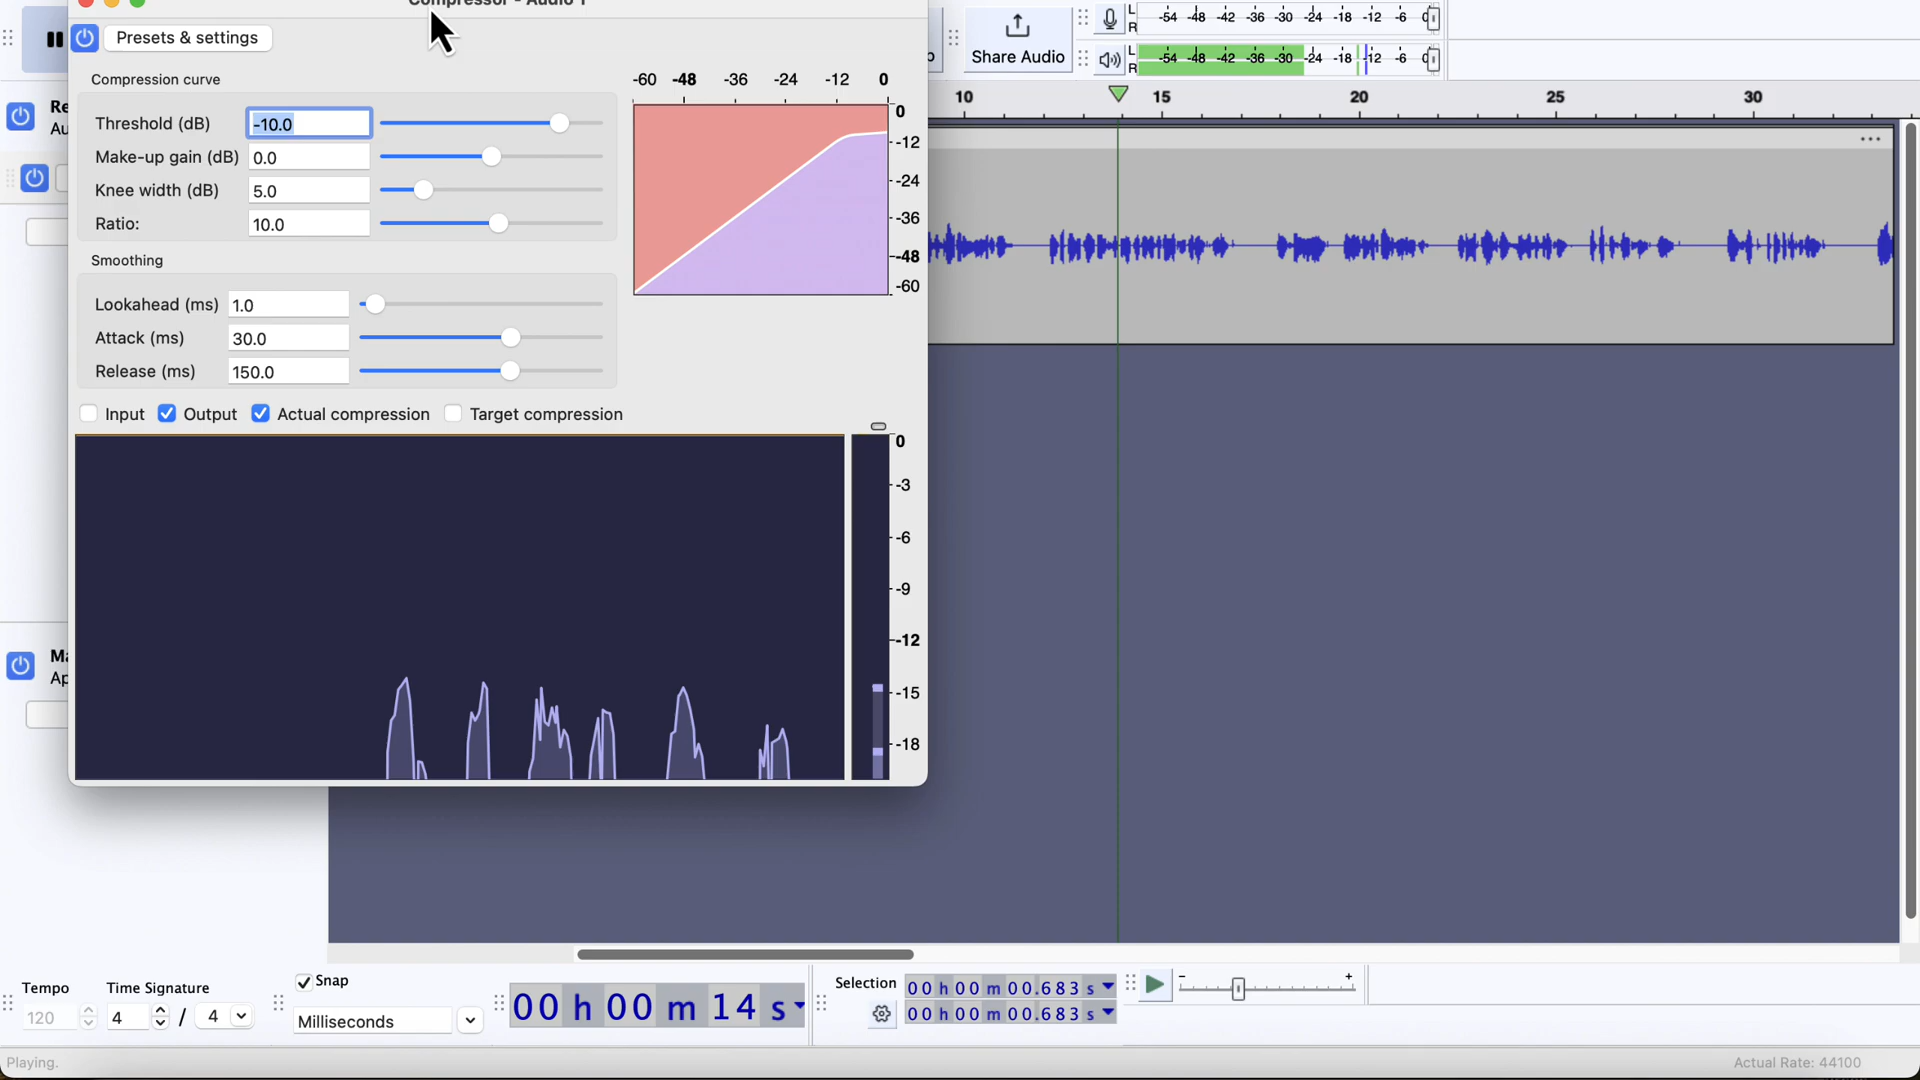 Presets & settings
Share Audio
L
R
-54 -48 -42 -36 -30 -24 -18 -12 -6
L
R
-54 -48 -42 -36 -30 -24 -18 -12 -6
Compression curve
Threshold (dB) -10.0
Make-up gain (dB) 0.0
Knee width (dB) 5.0
Ratio: 10.0
-60 -48 -36 -24 -12 0
0
-12
-24
-36
-48
-60
Smoothing
Lookahead (ms) 1.0
Attack (ms) 30.0
Release (ms) 150.0
Input Output Actual compression Target compression
0
-3
-6
-9
-12
-15
-18
10 15 20 25 30
Tempo
120
Time Signature
4 / 4
Snap
Milliseconds
00 h 00 m 14 s
Selection
00 h 00 m 00.683 s
00 h 00 m 00.683 s
- +
Playing.
Actual Rate: 44100